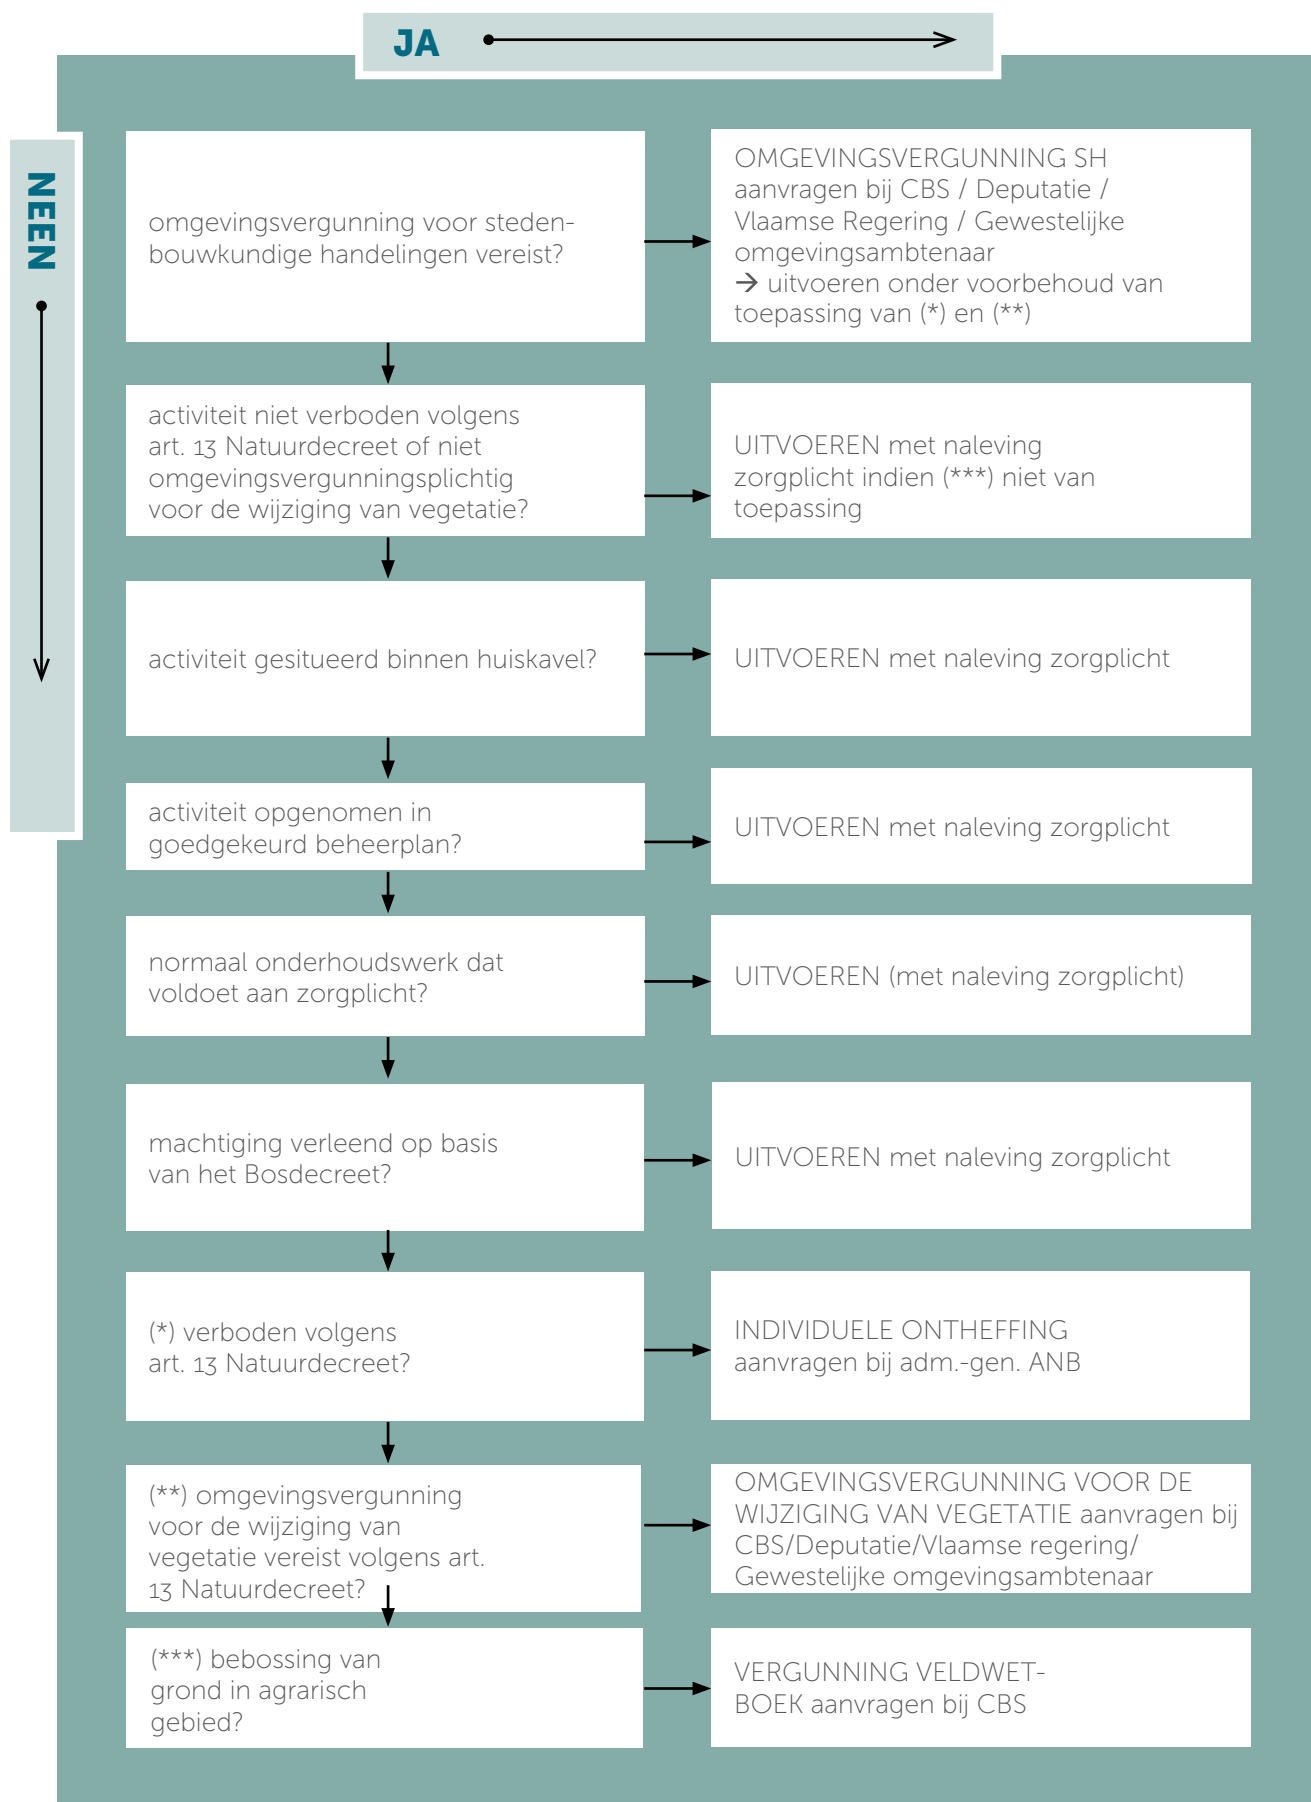 JA
NEEN
omgevingsvergunning voor steden-
bouwkundige handelingen vereist?
OMGEVINGSVERGUNNING SH
aanvragen bij CBS / Deputatie /
Vlaamse Regering / Gewestelijke
omgevingsambtenaar
→ uitvoeren onder voorbehoud van
toepassing van (*) en (**)
activiteit niet verboden volgens
art. 13 Natuurdecreet of niet
omgevingsvergunningsplichtig
voor de wijziging van vegetatie?
UITVOEREN met naleving
zorgplicht indien (***) niet van
toepassing
activiteit gesitueerd binnen huiskavel?
UITVOEREN met naleving zorgplicht
activiteit opgenomen in
goedgekeurd beheerplan?
UITVOEREN met naleving zorgplicht
normaal onderhoudswerk dat
voldoet aan zorgplicht?
UITVOEREN (met naleving zorgplicht)
machtiging verleend op basis
van het Bosdecreet?
UITVOEREN met naleving zorgplicht
(*) verboden volgens
art. 13 Natuurdecreet?
INDIVIDUELE ONTHEFFING
aanvragen bij adm.-gen. ANB
(**) omgevingsvergunning
voor de wijziging van
vegetatie vereist volgens art.
13 Natuurdecreet?
OMGEVINGSVERGUNNING VOOR DE
WIJZIGING VAN VEGETATIE aanvragen bij
CBS/Deputatie/Vlaamse regering/
Gewestelijke omgevingsambtenaar
(***) bebossing van
grond in agrarisch
gebied?
VERGUNNING VELDWET-
BOEK aanvragen bij CBS